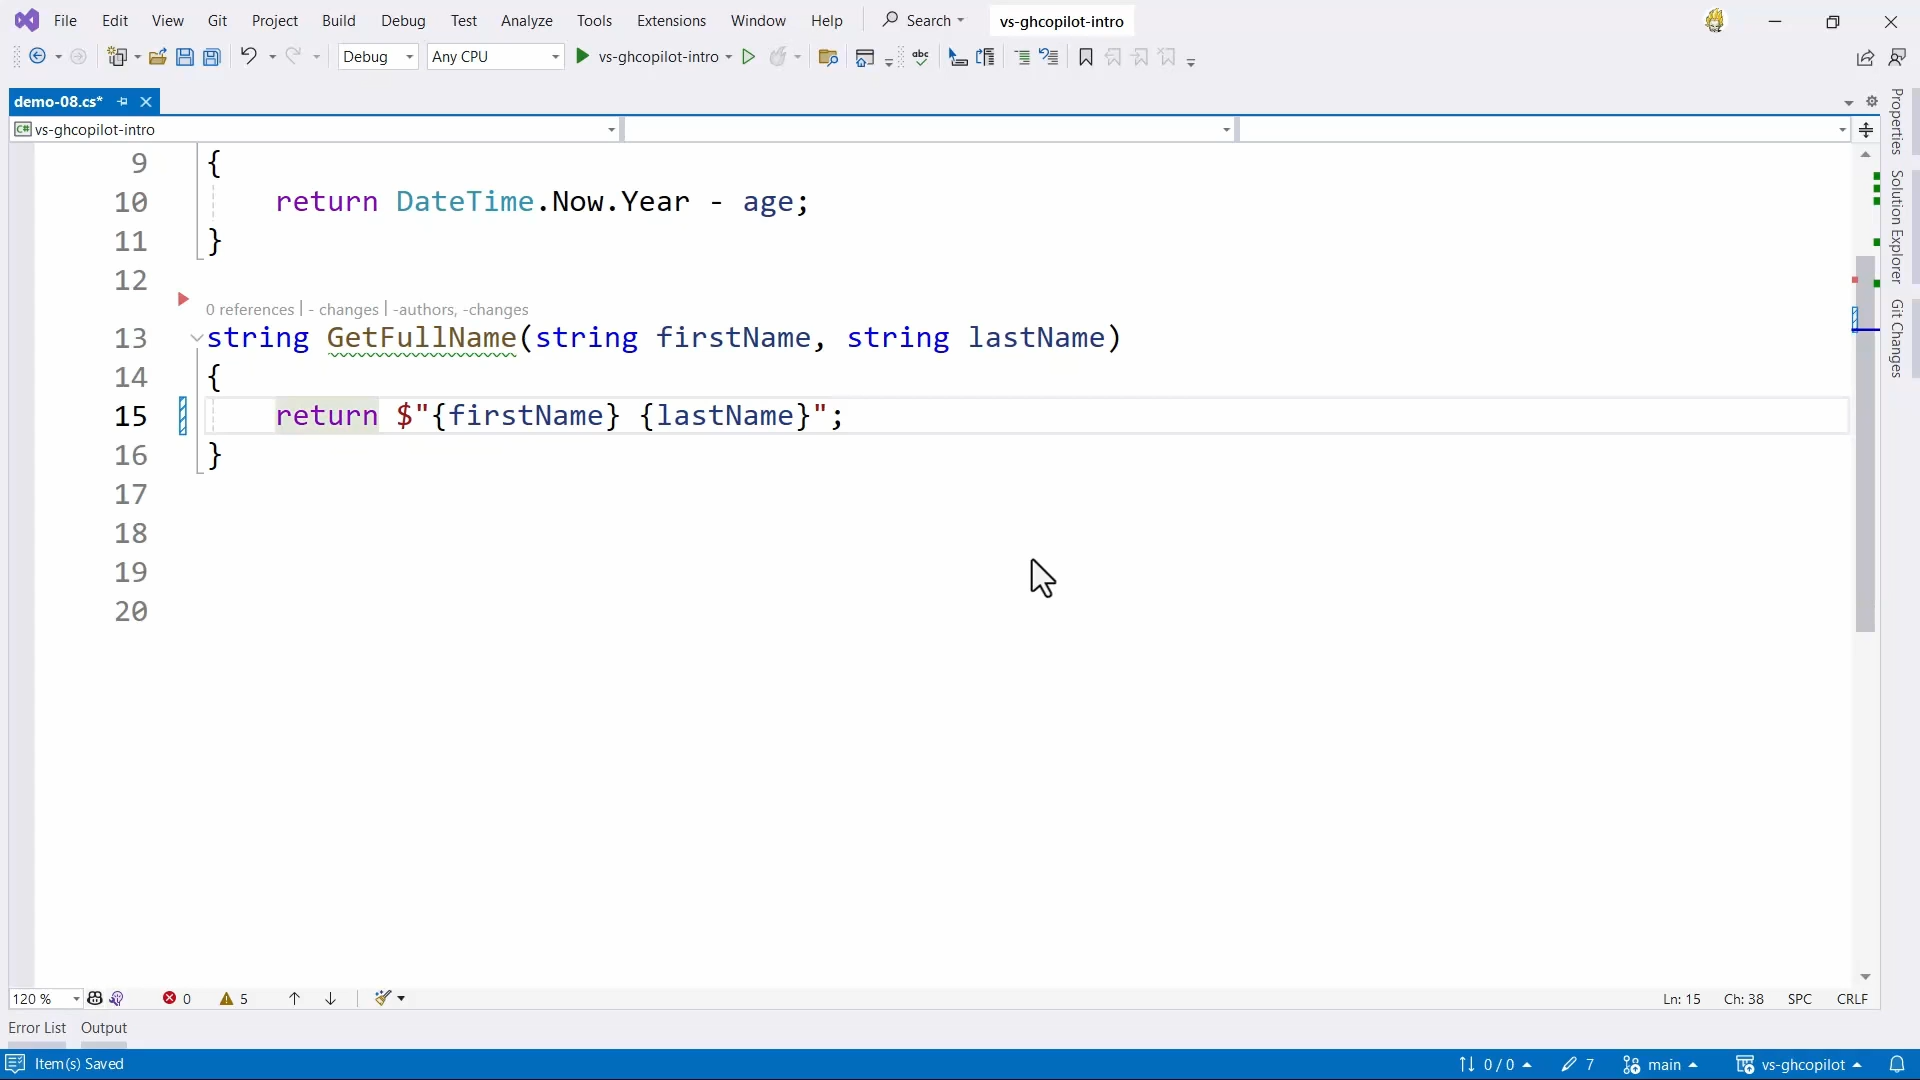 File Edit View Git Project Build Debug Test Analyze Tools Extensions Window Help Search vs-ghcopilot-intro
Debug Any CPU vs-ghcopilot-intro abc
demo-08.cs*
C# vs-ghcopilot-intro
9 {
10 return DateTime.Now.Year - age;
11 }
12
0 references | - changes | -authors, -changes
13 string GetFullName(string firstName, string lastName)
14 {
15 return $"{firstName} {lastName}";
16 }
17
18
19
20
Properties
Solution Explorer
Git Changes
120 % 0 5 Ln: 15 Ch: 38 SPC CRLF
Error List Output
Item(s) Saved 0 / 0 7 main vs-ghcopilot